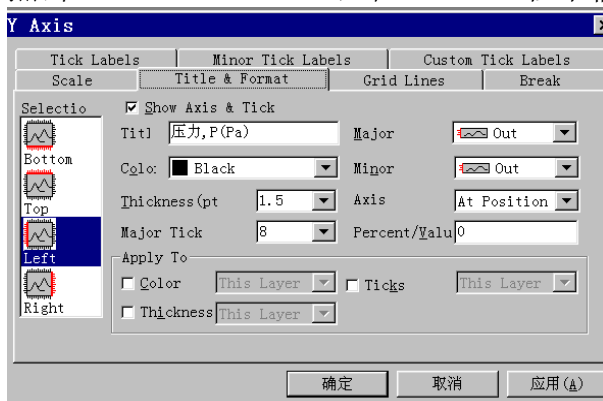 Y Axis
Tick Labels Minor Tick Labels Custom Tick Labels
Scale Title & Format Grid Lines Break
Selectio Show Axis & Tick
Titl 压力,P(Pa) Major Out
Bottom
Colo: Black Minor Out
Top
Thickness(pt 1.5 Axis At Position
Major Tick 8 Percent/Valu 0
Left
Apply To
Color This Layer Ticks This Layer
Right
Thickness This Layer
确定 取消 应用(A)